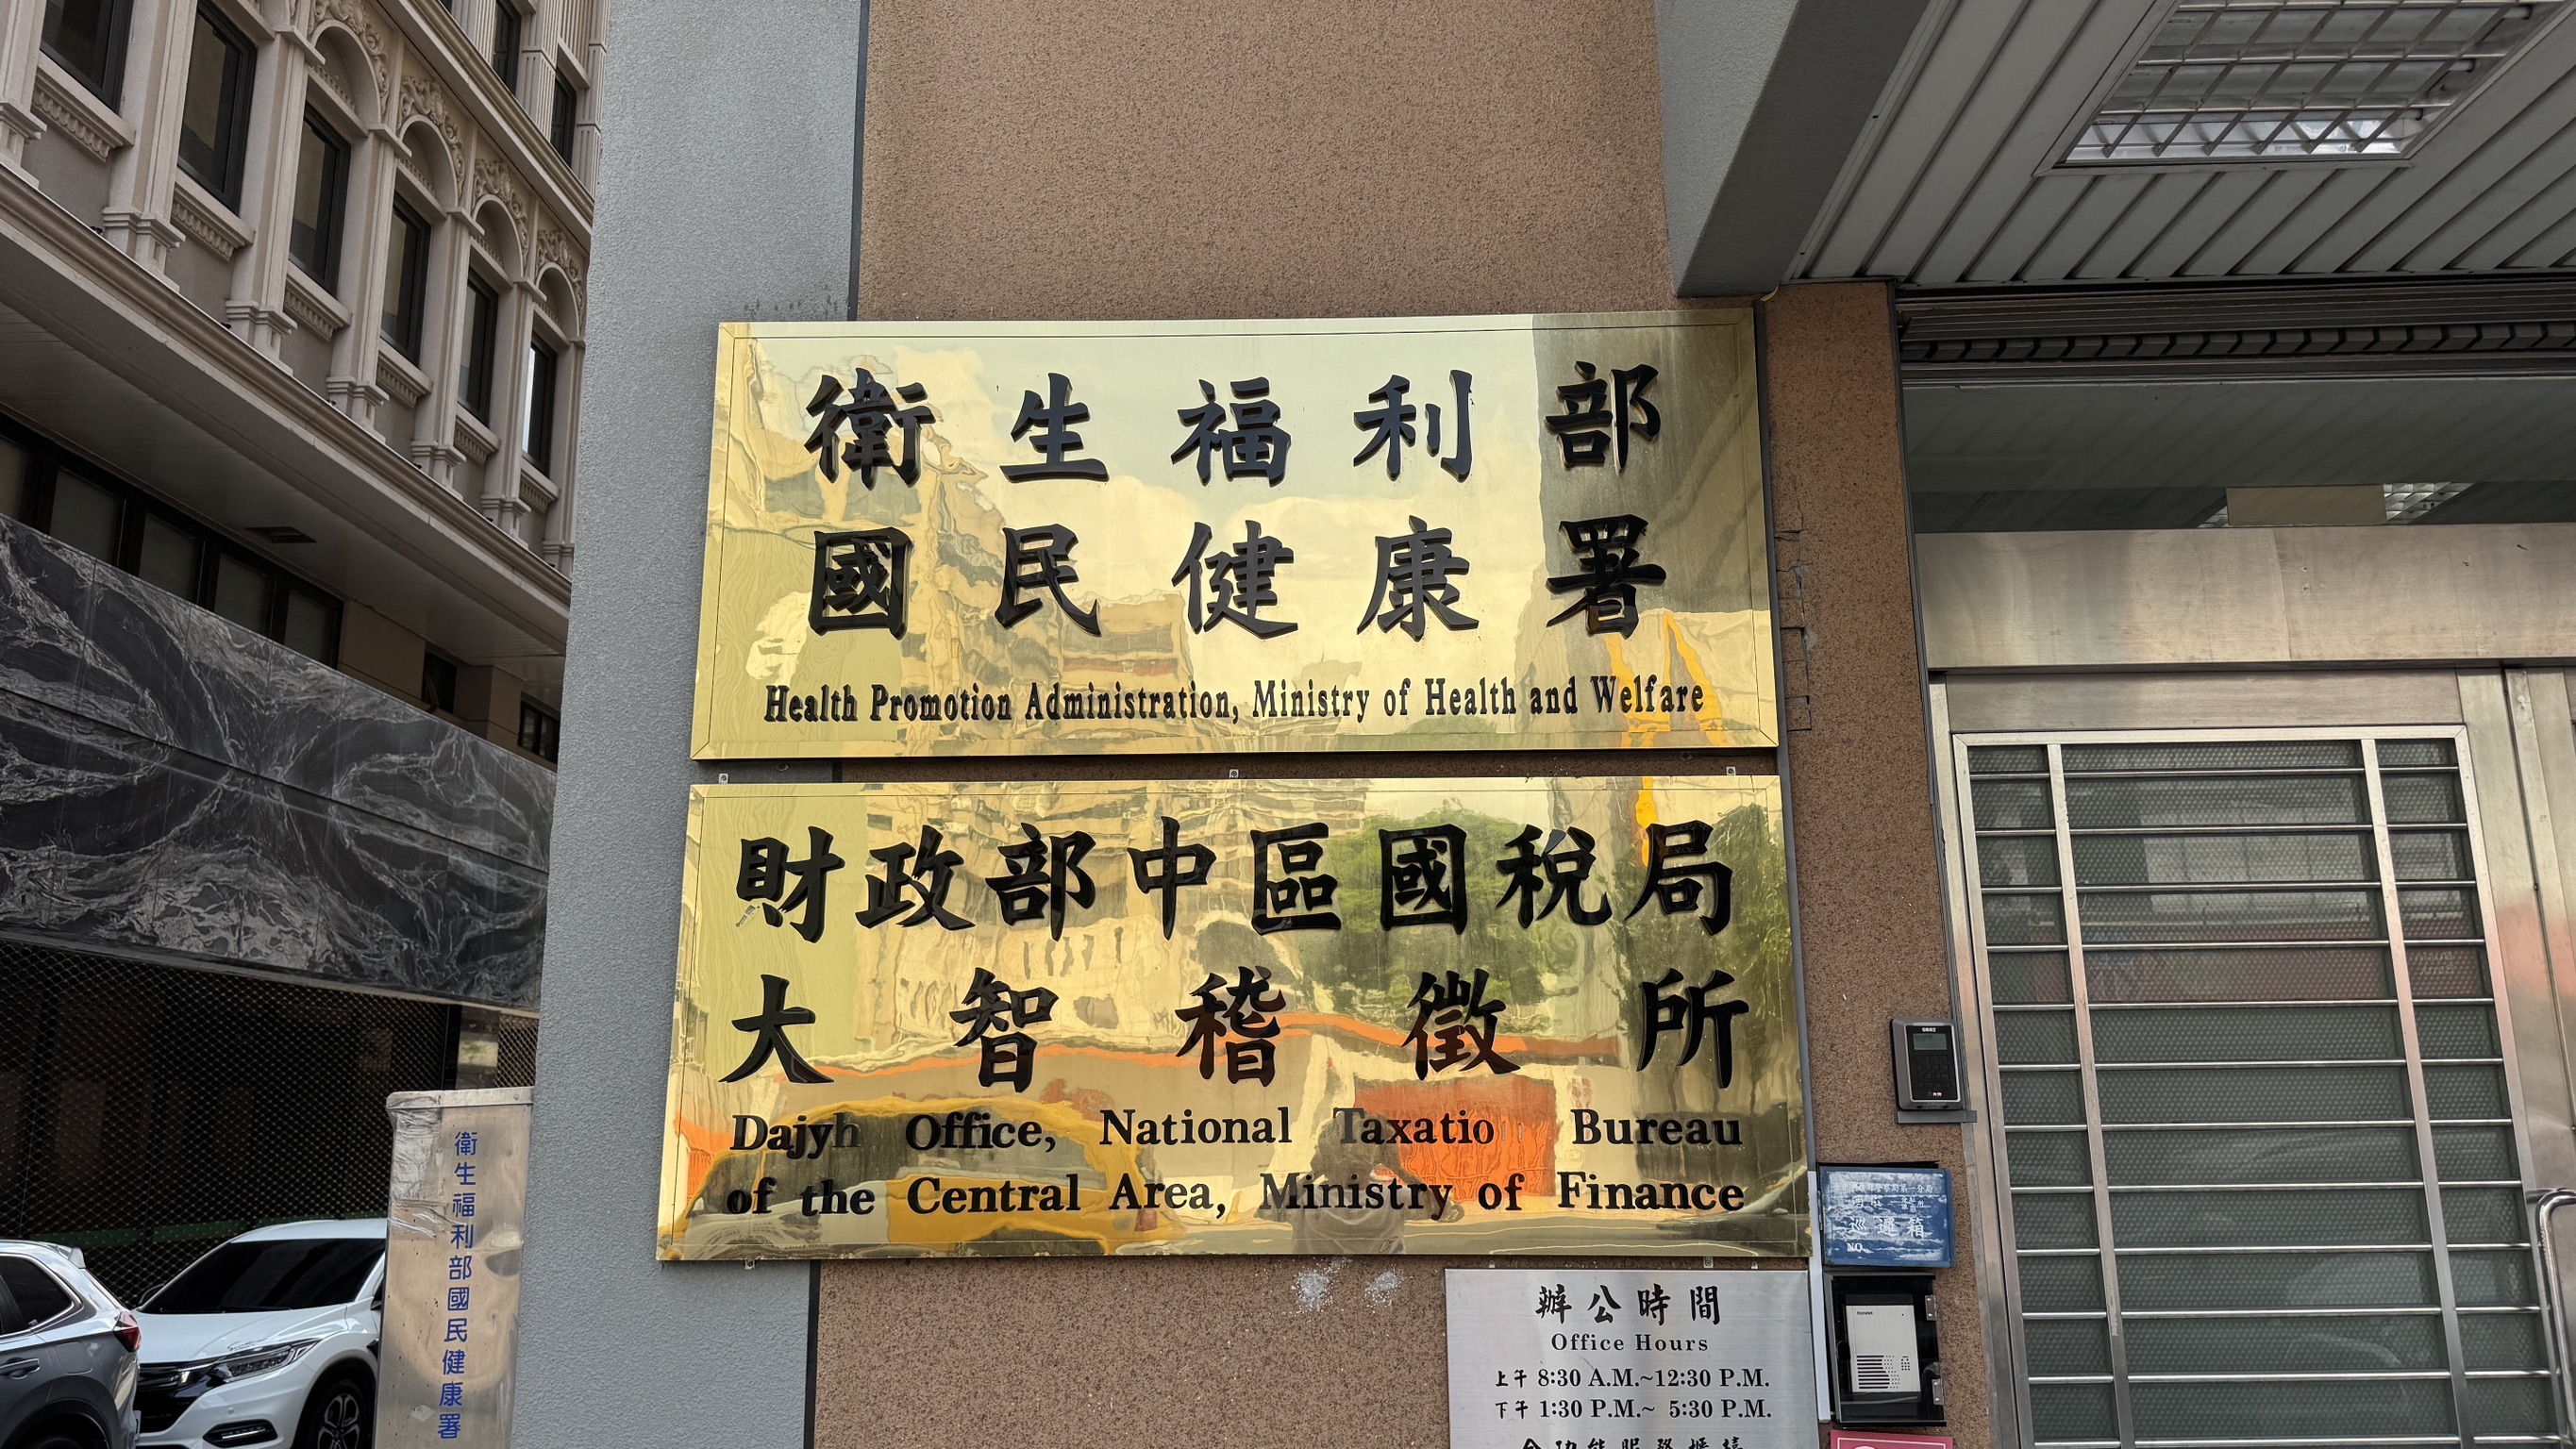 衛生福利部
國民健康署
Health Promotion Administration, Ministry of Health and Welfare
財政部中區國稅局
大智稽徵所
Dajyh Office, National Taxatio Bureau
of the Central Area, Ministry of Finance
辦公時間
Office Hours
上午 8:30 A.M.~12:30 P.M.
下午 1:30 P.M.~ 5:30 P.M.
衛生福利部國民健康署
巡邏箱
NO.